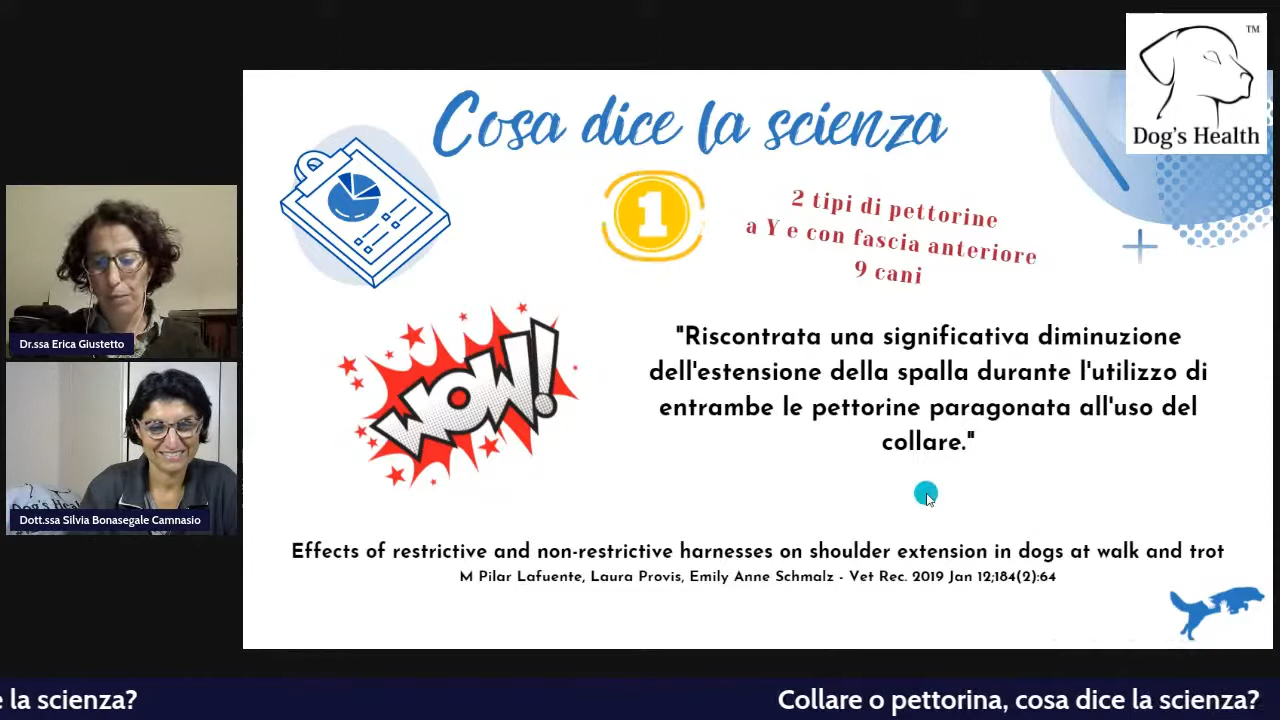 TM
Dog's Health
Cosa dice la scienza
1
2 tipi di pettorine
a Y e con fascia anteriore
9 cani
WOW!
"Riscontrata una significativa diminuzione
dell'estensione della spalla durante l'utilizzo di
entrambe le pettorine paragonata all'uso del
collare."
Effects of restrictive and non-restrictive harnesses on shoulder extension in dogs at walk and trot
M Pilar Lafuente, Laura Provis, Emily Anne Schmalz - Vet Rec. 2019 Jan 12;184(2):64
Dr.ssa Erica Giustetto
Dog's Heal
Dott.ssa Silvia Bonasegale Camnasio
e la scienza?
Collare o pettorina, cosa dice la scienza?